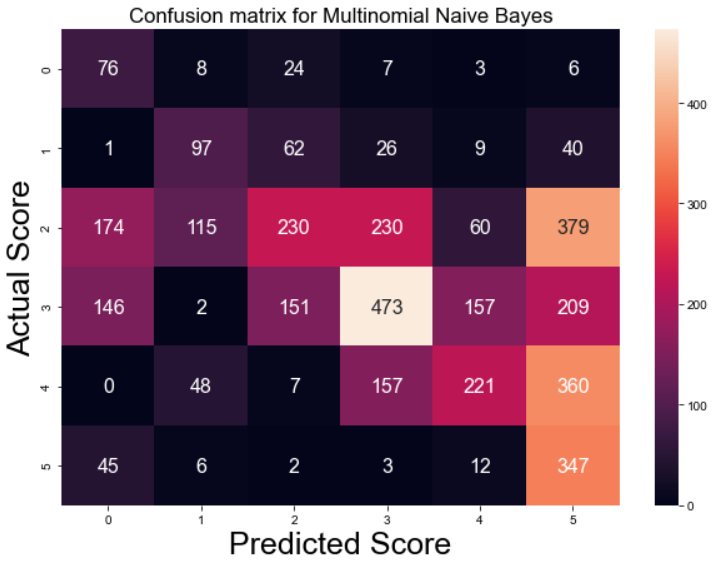 Confusion matrix for Multinomial Naive Bayes
Actual Score
0 76 8 24 7 3 6
1 1 97 62 26 9 40
2 174 115 230 230 60 379
3 146 2 151 473 157 209
4 0 48 7 157 221 360
5 45 6 2 3 12 347
0 1 2 3 4 5
Predicted Score
400
300
200
100
0